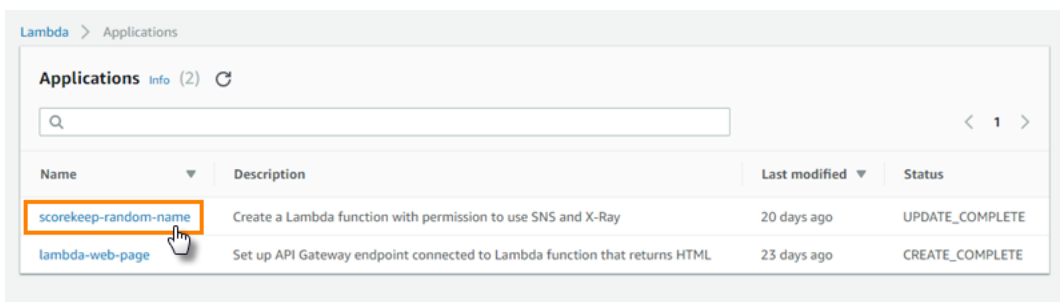 Lambda > Applications
Applications Info (2)
< 1 >
Name Description Last modified Status
scorekeep-random-name Create a Lambda function with permission to use SNS and X-Ray 20 days ago UPDATE_COMPLETE
lambda-web-page Set up API Gateway endpoint connected to Lambda function that returns HTML 23 days ago CREATE_COMPLETE